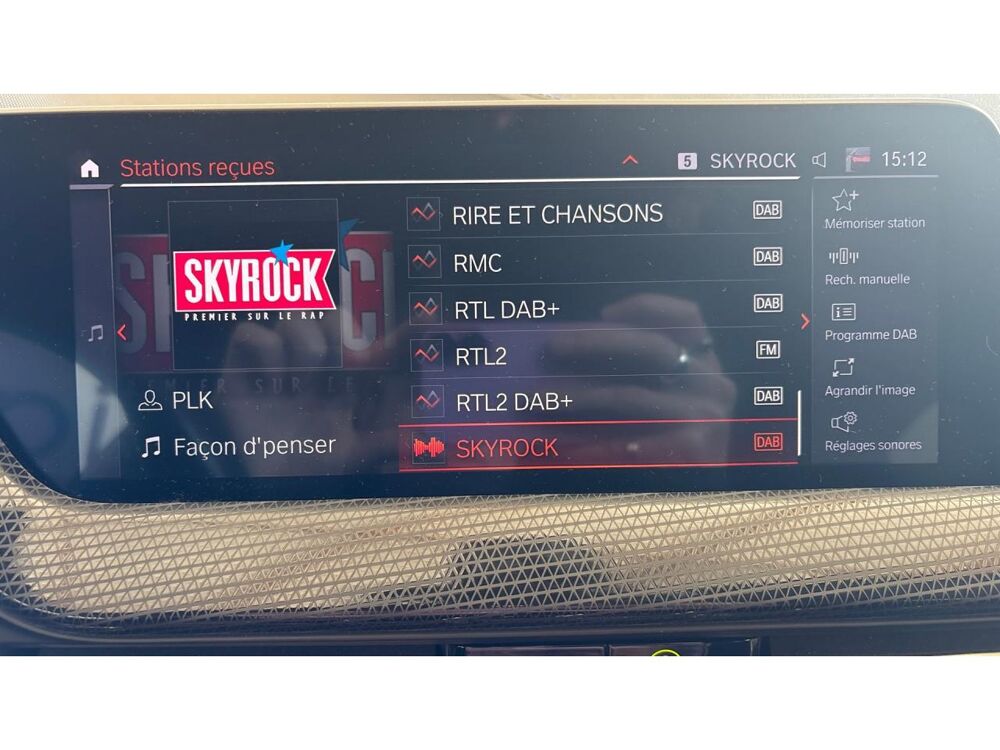 Stations reçues
5 SKYROCK 15:12
SKYROCK
PREMIER SUR LE RAP
PLK
Façon d'penser
RIRE ET CHANSONS DAB
RMC DAB
RTL DAB+ DAB
RTL2 FM
RTL2 DAB+ DAB
SKYROCK DAB
Mémoriser station
Rech. manuelle
Programme DAB
Agrandir l'image
Réglages sonores